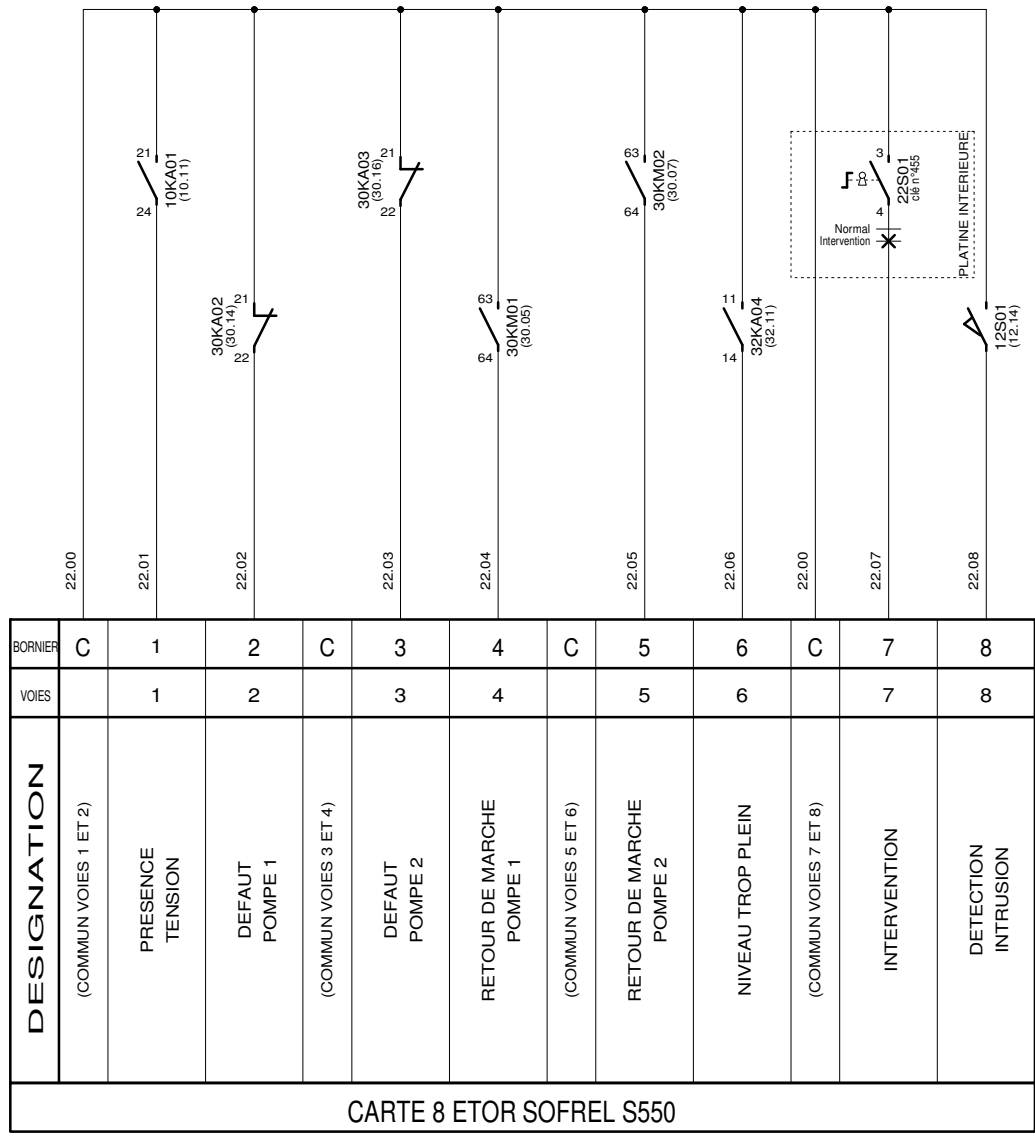 21
10KA01
(10.11)
24
21
30KA03
(30.16)
22
63
30KM02
(30.07)
64
3
22S01
clé n°455
4
Normal
Intervention
PLATINE INTERIEURE
21
30KA02
(30.14)
22
63
30KM01
(30.05)
64
11
32KA04
(32.11)
14
12S01
(12.14)
22.00
22.01
22.02
22.03
22.04
22.05
22.06
22.00
22.07
22.08
BORNIER C 1 2 C 3 4 C 5 6 C 7 8
VOIES 1 2 3 4 5 6 7 8
DESIGNATION
(COMMUN VOIES 1 ET 2)
PRESENCE
TENSION
DEFAUT
POMPE 1
(COMMUN VOIES 3 ET 4)
DEFAUT
POMPE 2
RETOUR DE MARCHE
POMPE 1
(COMMUN VOIES 5 ET 6)
RETOUR DE MARCHE
POMPE 2
NIVEAU TROP PLEIN
(COMMUN VOIES 7 ET 8)
INTERVENTION
DETECTION
INTRUSION
CARTE 8 ETOR SOFREL S550